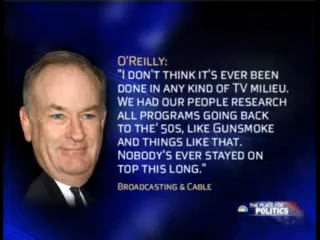 O'REILLY:
"I DON'T THINK IT'S EVER BEEN
DONE IN ANY KIND OF TV MILIEU.
WE HAD OUR PEOPLE RESEARCH
ALL PROGRAMS GOING BACK
TO THE' 50S, LIKE GUNSMOKE
AND THINGS LIKE THAT.
NOBODY'S EVER STAYED ON
TOP THIS LONG."
BROADCASTING & CABLE
THE PLACE FOR
POLITICS